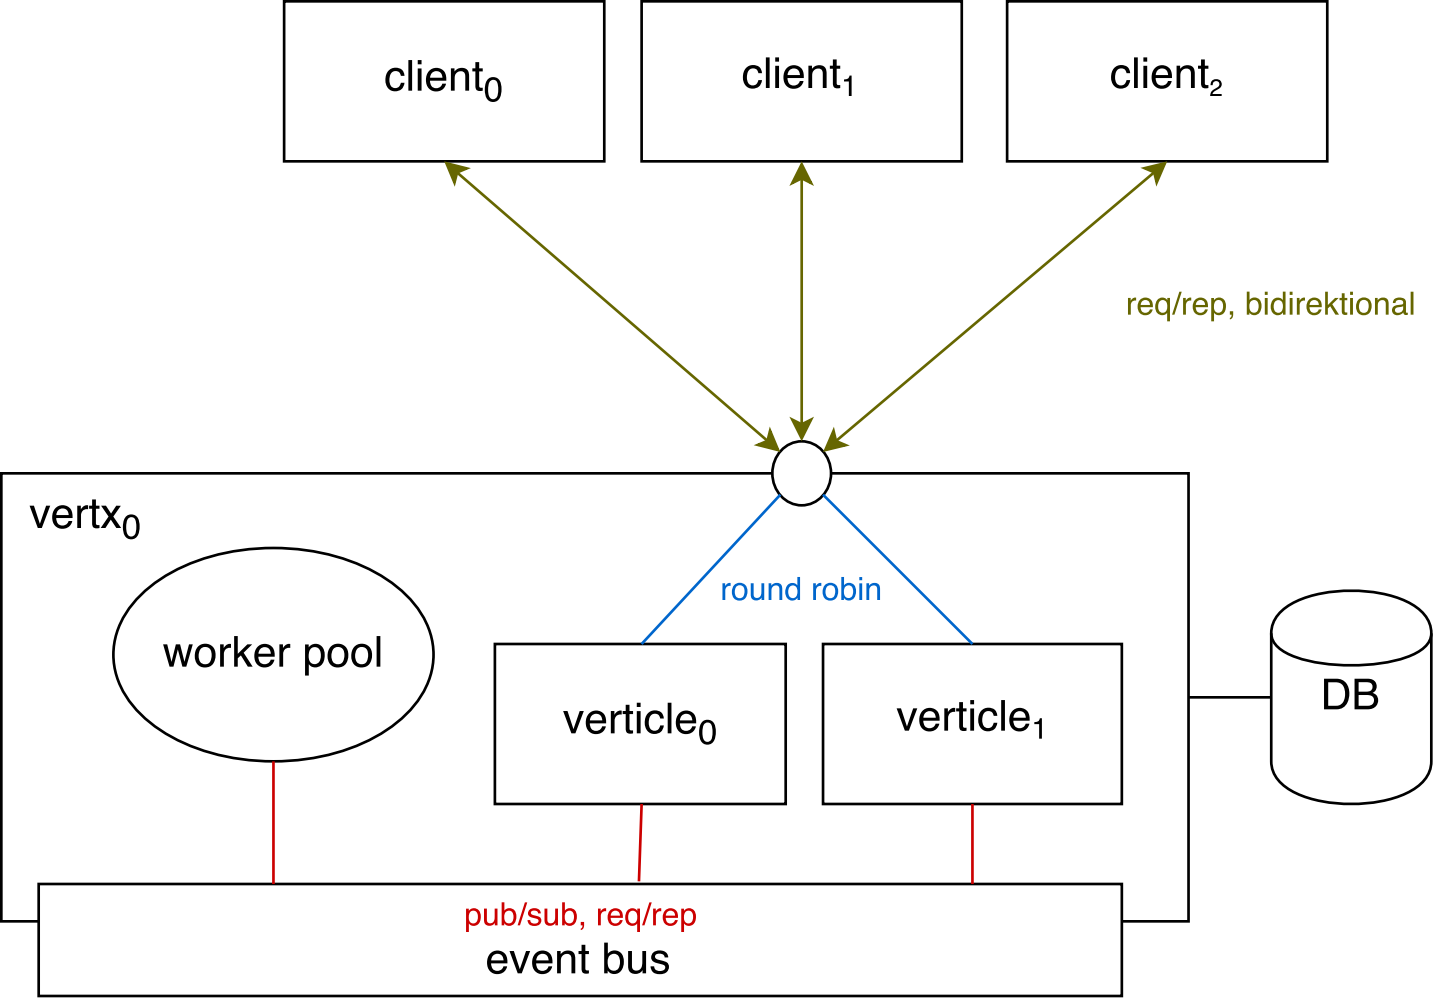 client₀
client₁
client₂
req/rep, bidirektional
vertx₀
round robin
worker pool
verticle₀
verticle₁
DB
pub/sub, req/rep
event bus